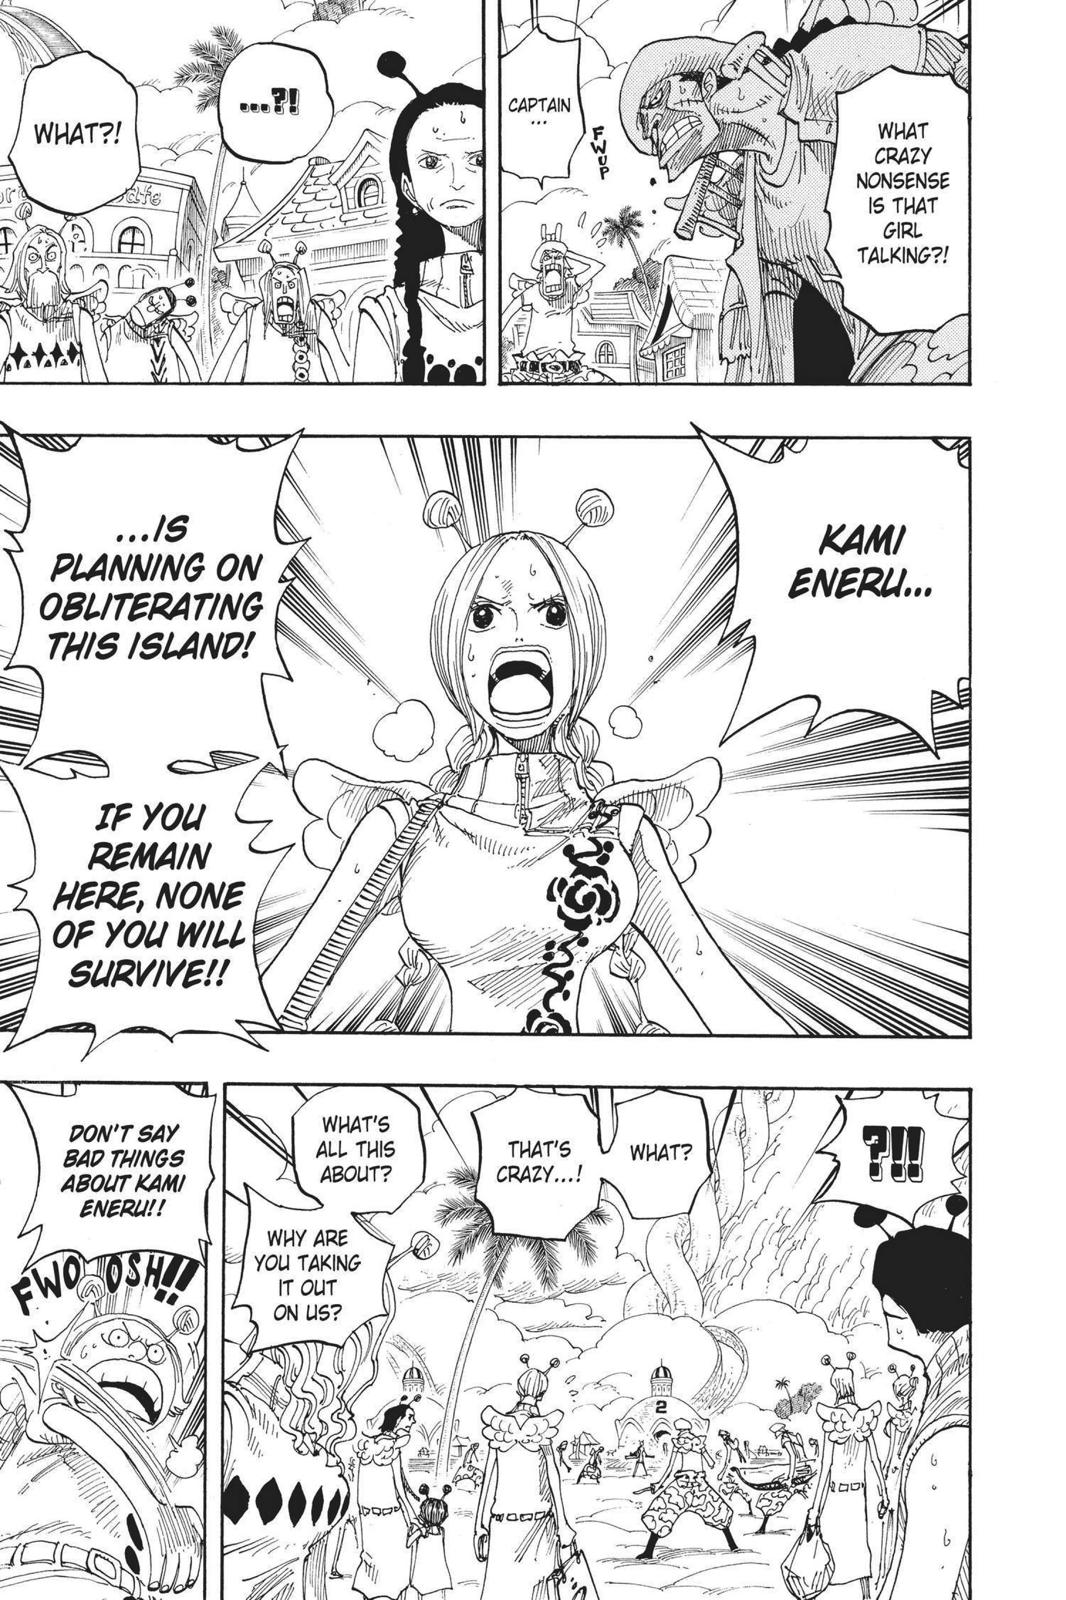 WHAT
CRAZY
NONSENSE
IS THAT
GIRL
TALKING?!
CAPTAIN
...
FWUP
....?!
WHAT?!
KAMI
ENERU...
...IS
PLANNING ON
OBLITERATING
THIS ISLAND!
IF YOU
REMAIN
HERE, NONE
OF YOU WILL
SURVIVE!!
?!!
WHAT?
THAT'S
CRAZY...!
WHAT'S
ALL THIS
ABOUT?
WHY ARE
YOU TAKING
IT OUT
ON US?
2
DON'T SAY
BAD THINGS
ABOUT KAMI
ENERU!!
FWOOOSH!!